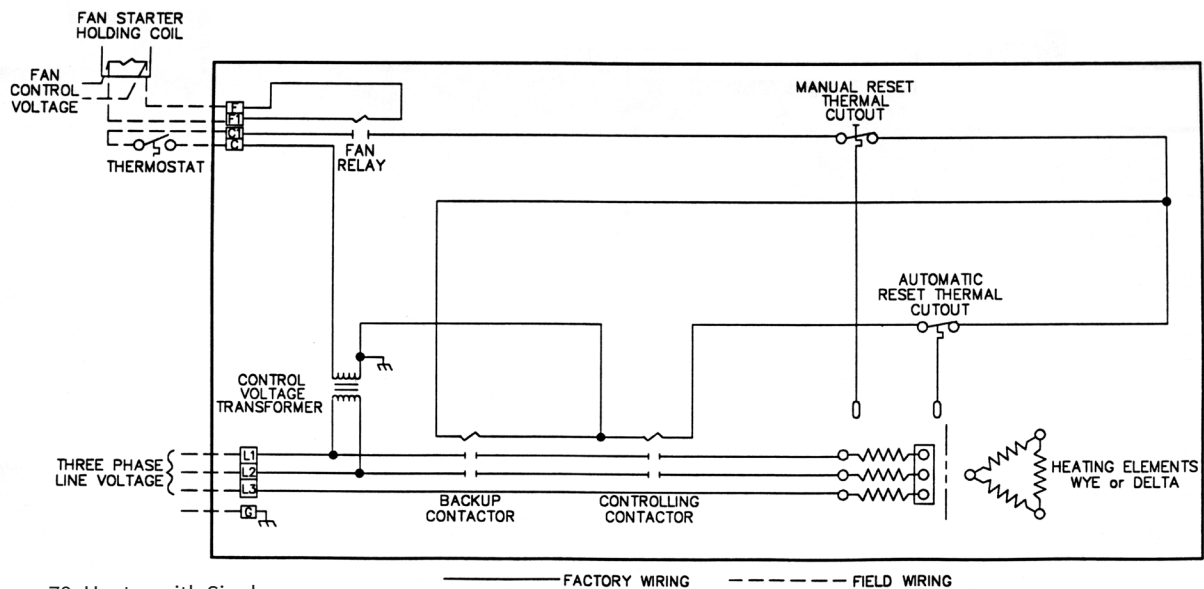 FAN STARTER
HOLDING COIL
FAN
CONTROL
VOLTAGE
F
F1
C1
C
THERMOSTAT
FAN
RELAY
MANUAL RESET
THERMAL
CUTOUT
AUTOMATIC
RESET THERMAL
CUTOUT
CONTROL
VOLTAGE
TRANSFORMER
THREE PHASE
LINE VOLTAGE
L1
L2
L3
G
BACKUP
CONTACTOR
CONTROLLING
CONTACTOR
HEATING ELEMENTS
WYE or DELTA
FACTORY WIRING
FIELD WIRING